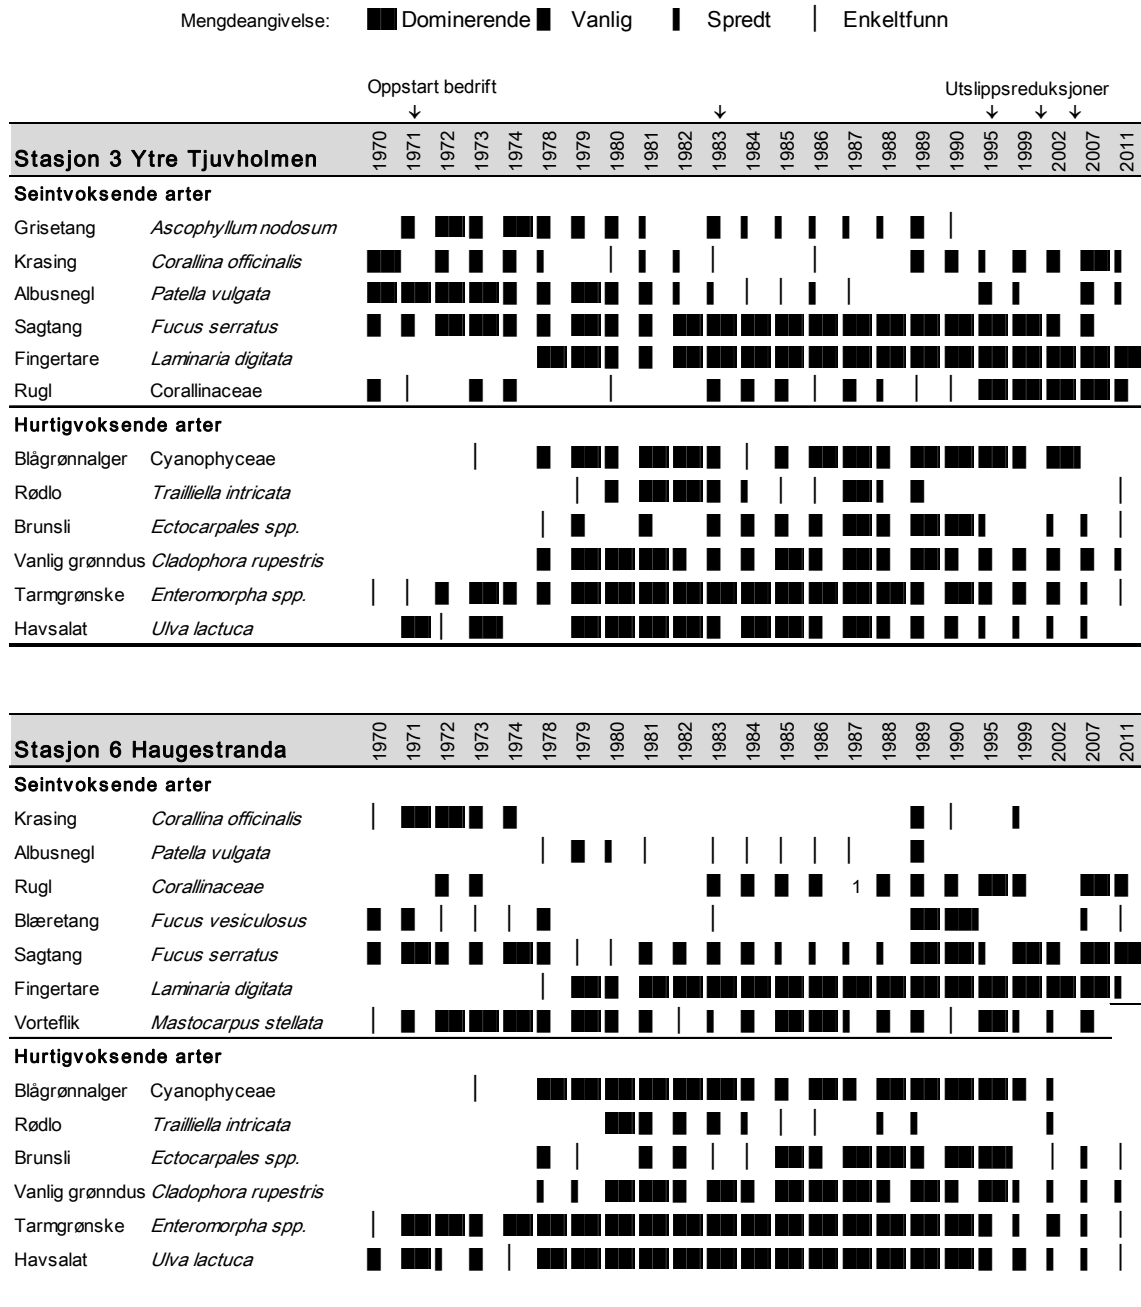 Mengdeangivelse: Dominerende Vanlig Spredt Enkeltfunn
Oppstart bedrift Utslippsreduksjoner
Stasjon 3 Ytre Tjuvholmen 1970 1971 1972 1973 1974 1978 1979 1980 1981 1982 1983 1984 1985 1986 1987 1988 1989 1990 1995 1999 2002 2007 2011
Seintvoksende arter
Grisetang Ascophyllum nodosum
Krasing Corallina officinalis
Albusnegl Patella vulgata
Sagtang Fucus serratus
Fingertare Laminaria digitata
Rugl Corallinaceae
Hurtigvoksende arter
Blågrønnalger Cyanophyceae
Rødlo Trailliella intricata
Brunsli Ectocarpales spp.
Vanlig grønndus Cladophora rupestris
Tarmgrønske Enteromorpha spp.
Havsalat Ulva lactuca
Stasjon 6 Haugestranda 1970 1971 1972 1973 1974 1978 1979 1980 1981 1982 1983 1984 1985 1986 1987 1988 1989 1990 1995 1999 2002 2007 2011
Seintvoksende arter
Krasing Corallina officinalis
Albusnegl Patella vulgata
Rugl Corallinaceae 1
Blæretang Fucus vesiculosus
Sagtang Fucus serratus
Fingertare Laminaria digitata
Vorteflik Mastocarpus stellata
Hurtigvoksende arter
Blågrønnalger Cyanophyceae
Rødlo Trailliella intricata
Brunsli Ectocarpales spp.
Vanlig grønndus Cladophora rupestris
Tarmgrønske Enteromorpha spp.
Havsalat Ulva lactuca